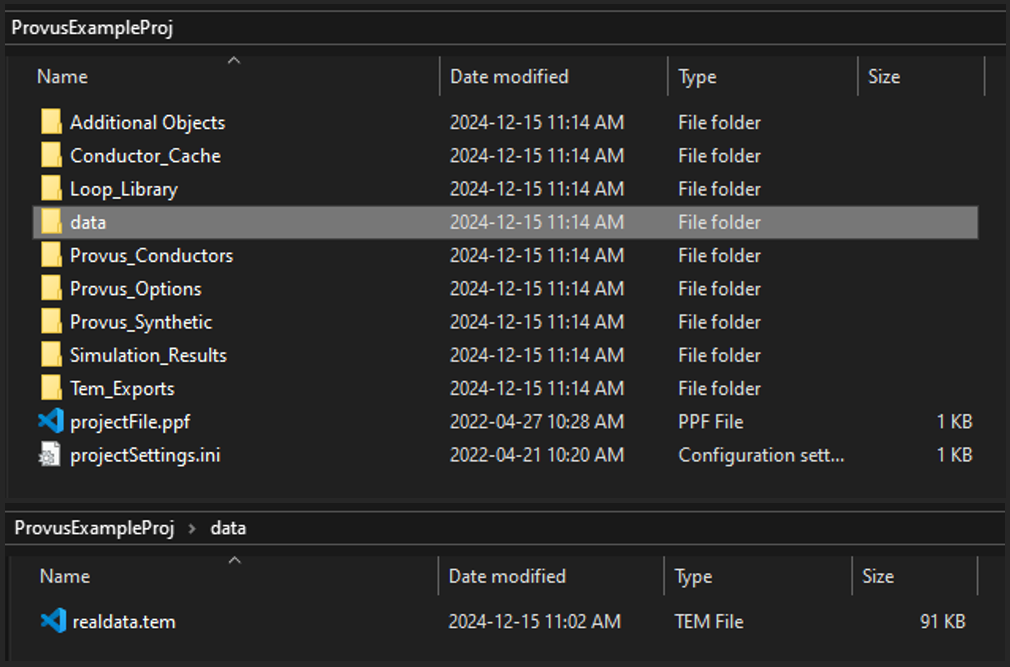 ProvusExampleProj
Name Date modified Type Size
Additional Objects 2024-12-15 11:14 AM File folder
Conductor_Cache 2024-12-15 11:14 AM File folder
Loop_Library 2024-12-15 11:14 AM File folder
data 2024-12-15 11:14 AM File folder
Provus_Conductors 2024-12-15 11:14 AM File folder
Provus_Options 2024-12-15 11:14 AM File folder
Provus_Synthetic 2024-12-15 11:14 AM File folder
Simulation_Results 2024-12-15 11:14 AM File folder
Tem_Exports 2024-12-15 11:14 AM File folder
projectFile.ppf 2022-04-27 10:28 AM PPF File 1 KB
projectSettings.ini 2022-04-21 10:20 AM Configuration sett... 1 KB
ProvusExampleProj > data
Name Date modified Type Size
realdata.tem 2024-12-15 11:02 AM TEM File 91 KB